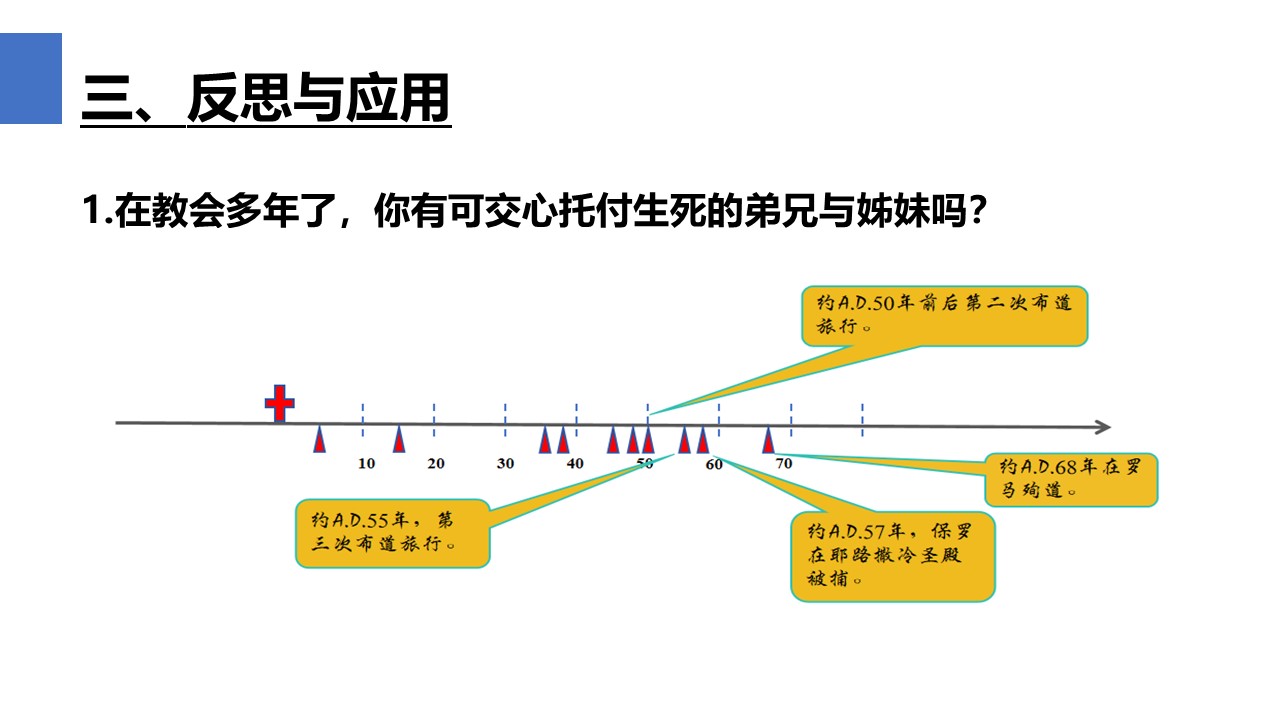 三、反思与应用
1.在教会多年了，你有可交心托付生死的弟兄与姊妹吗？
约A.D.50年前后第二次布道
旅行。
10 20 30 40 50 60 70
约A.D.68年在罗
马殉道。
约A.D.55年，第
三次布道旅行。
约A.D.57年，保罗
在耶路撒冷圣殿
被捕。